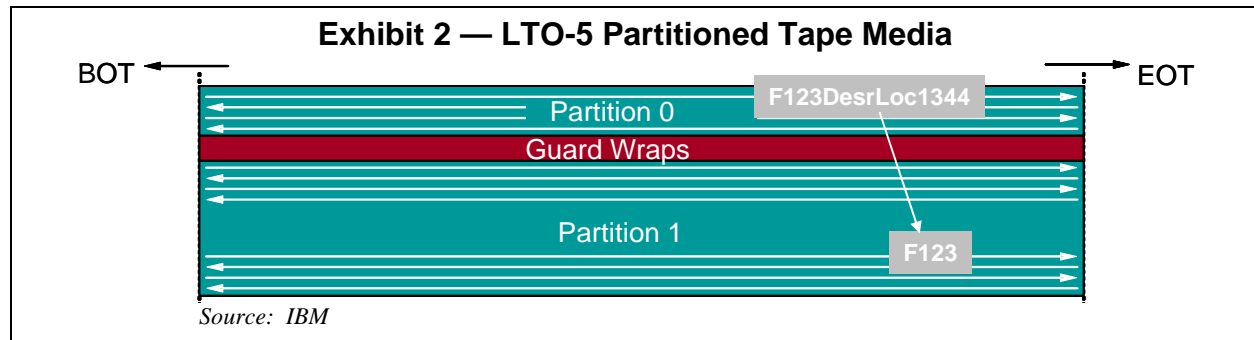 Exhibit 2 — LTO-5 Partitioned Tape Media
BOT
EOT
F123DesrLoc1344
Partition 0
Guard Wraps
Partition 1
F123
Source: IBM